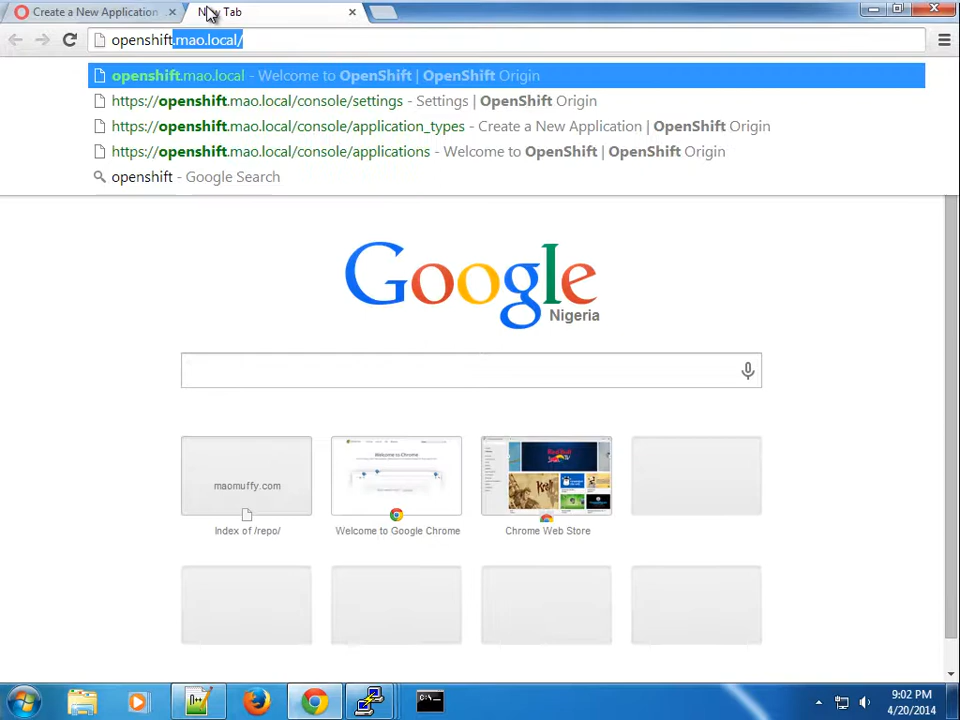 Create a New Application
New Tab
openshift.mao.local/
openshift.mao.local - Welcome to OpenShift | OpenShift Origin
https://openshift.mao.local/console/settings - Settings | OpenShift Origin
https://openshift.mao.local/console/application_types - Create a New Application | OpenShift Origin
https://openshift.mao.local/console/applications - Welcome to OpenShift | OpenShift Origin
openshift - Google Search
Google
Nigeria
maomuffy.com
Welcome to Chrome
Index of /repo/
Welcome to Google Chrome
Chrome Web Store
9:02 PM
4/20/2014